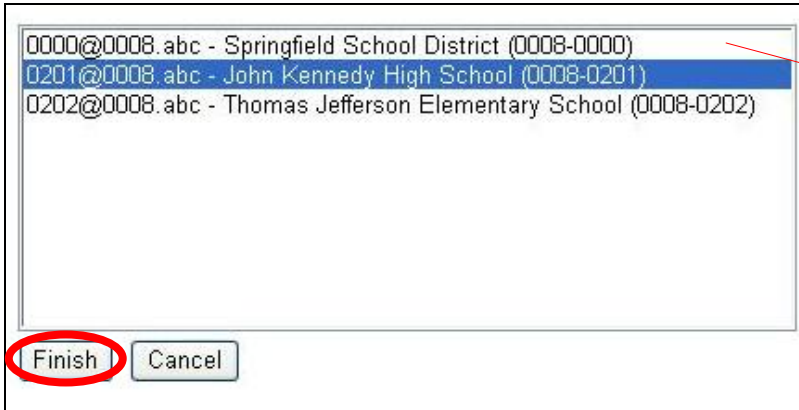 0000@0008.abc - Springfield School District (0008-0000)
0201@0008.abc - John Kennedy High School (0008-0201)
0202@0008.abc - Thomas Jefferson Elementary School (0008-0202)
Finish Cancel